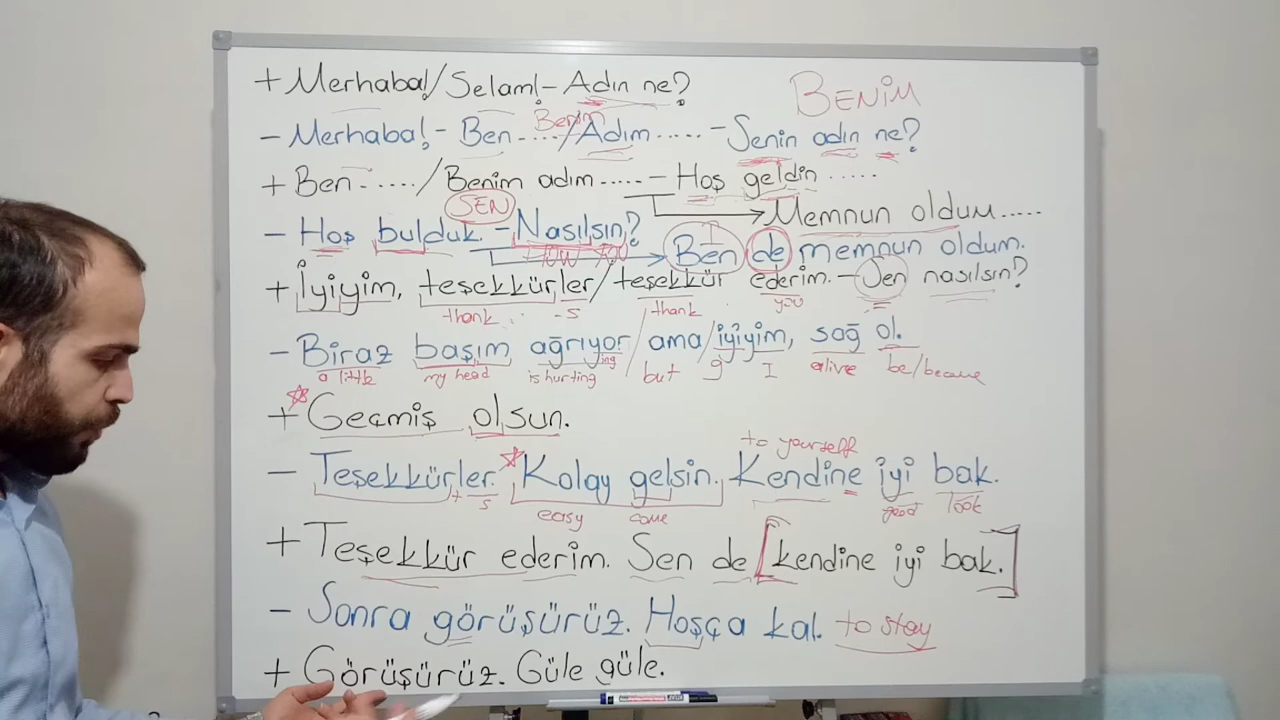 + Merhaba!/Selam! - Adın ne? BENİM
Benim
- Merhaba! - Ben ..../Adım ..... - Senin adın ne?
+ Ben ...../Benim adım ..... - Hoş geldin .....
SEN Memnun oldum .....
- Hoş bulduk. - Nasılsın? Ben de memnun oldum.
HOW YOU I
+ İyiyim, teşekkürler/teşekkür ederim. - Sen nasılsın?
thank -s thank you
- Biraz başım ağrıyor/ama/iyiyim, sağ ol.
a little my head is hurting ing but g I alive be/became
+ Geçmiş olsun.
to yourself
- Teşekkürler. Kolay gelsin. Kendine iyi bak.
+ s easy come good look
+ Teşekkür ederim. Sen de [kendine iyi bak.]
- Sonra görüşürüz. Hoşça kal. to stay
+ Görüşürüz. Güle güle.